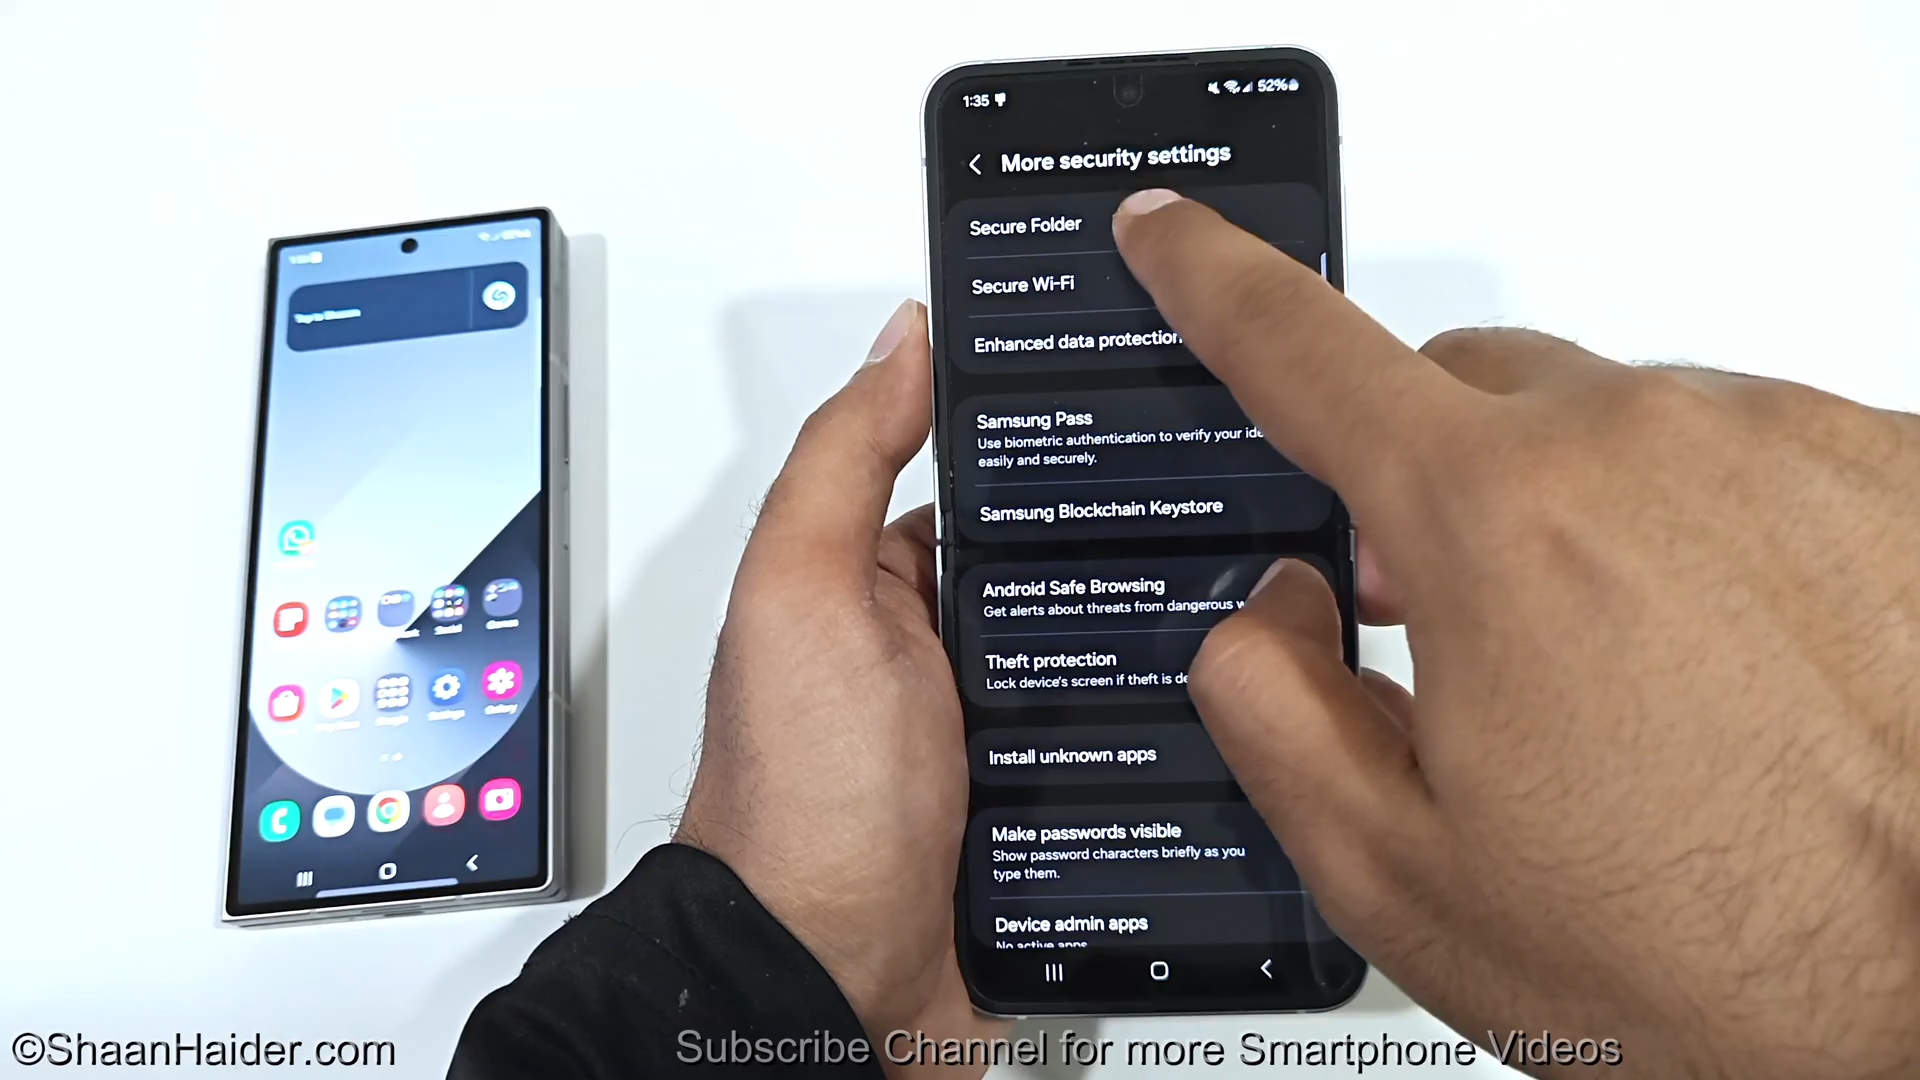 1:35
52%
More security settings
Secure Folder
Secure Wi-Fi
Enhanced data protection
Samsung Pass
Use biometric authentication to verify your ide
easily and securely.
Samsung Blockchain Keystore
Android Safe Browsing
Get alerts about threats from dangerous w
Theft protection
Lock device's screen if theft is de
Install unknown apps
Make passwords visible
Show password characters briefly as you
type them.
Device admin apps
No active apps
©ShaanHaider.com
Subscribe Channel for more Smartphone Videos